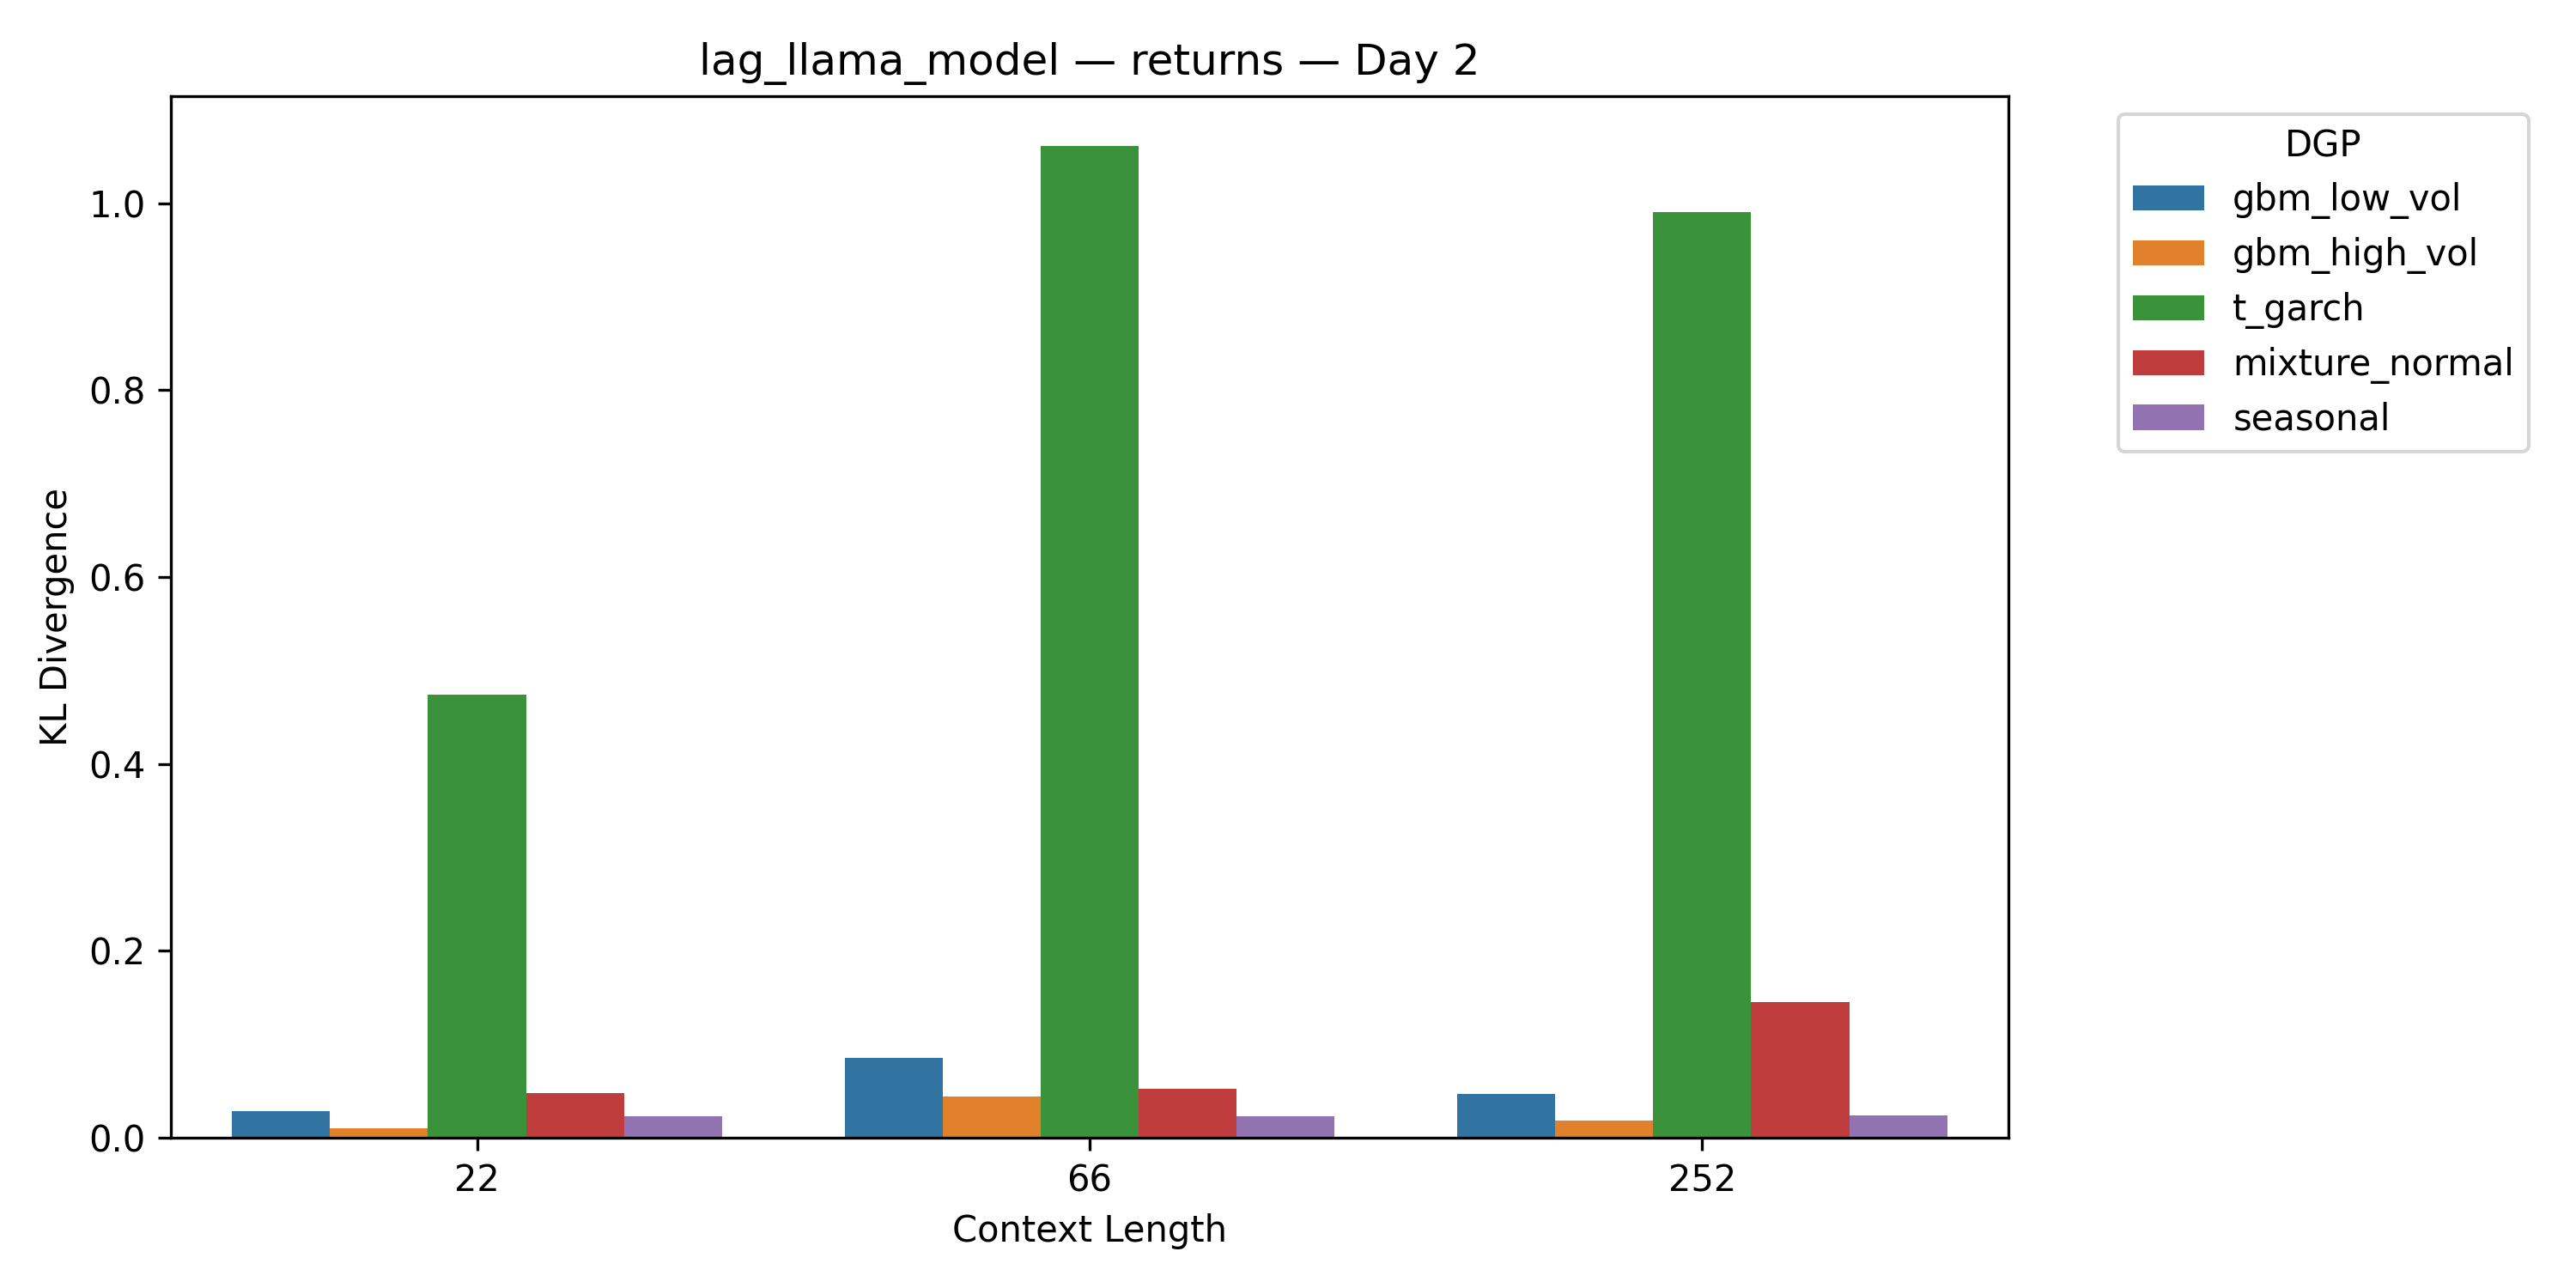 lag_llama_model — returns — Day 2
KL Divergence
1.0
0.8
0.6
0.4
0.2
0.0
22
66
252
Context Length
DGP
gbm_low_vol
gbm_high_vol
t_garch
mixture_normal
seasonal